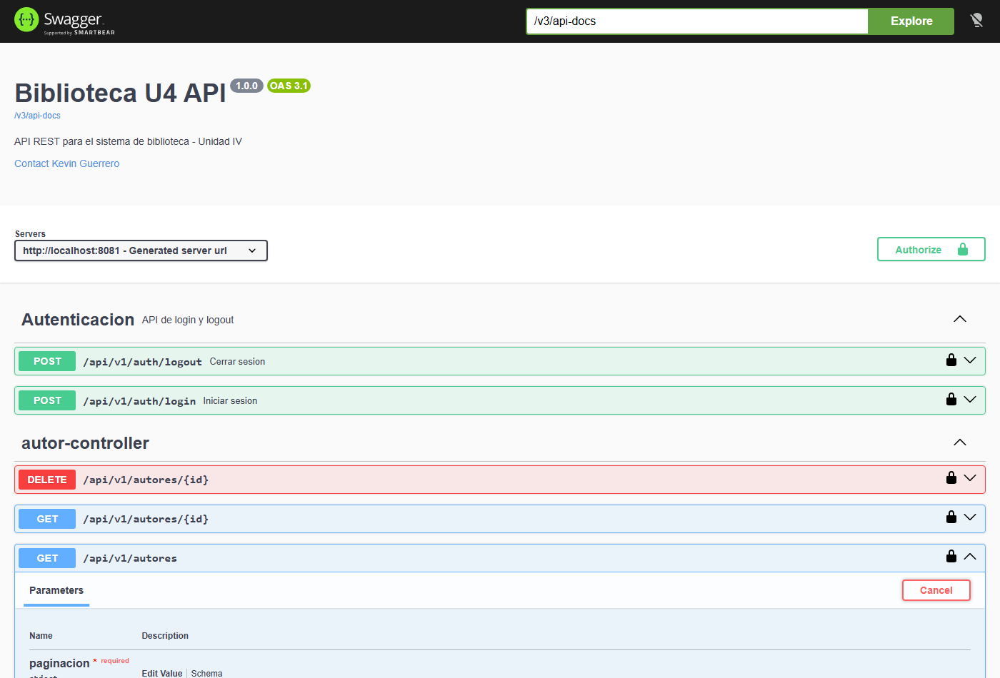 Swagger
Supported by SMARTBEAR
/v3/api-docs
Explore
Biblioteca U4 API 1.0.0 OAS 3.1
/v3/api-docs
API REST para el sistema de biblioteca - Unidad IV
Contact Kevin Guerrero
Servers
http://localhost:8081 - Generated server url
Authorize
Autenticacion API de login y logout
POST /api/v1/auth/logout Cerrar sesion
POST /api/v1/auth/login Iniciar sesion
autor-controller
DELETE /api/v1/autores/{id}
GET /api/v1/autores/{id}
GET /api/v1/autores
Parameters
Cancel
Name Description
paginacion * required
Edit Value Schema
object